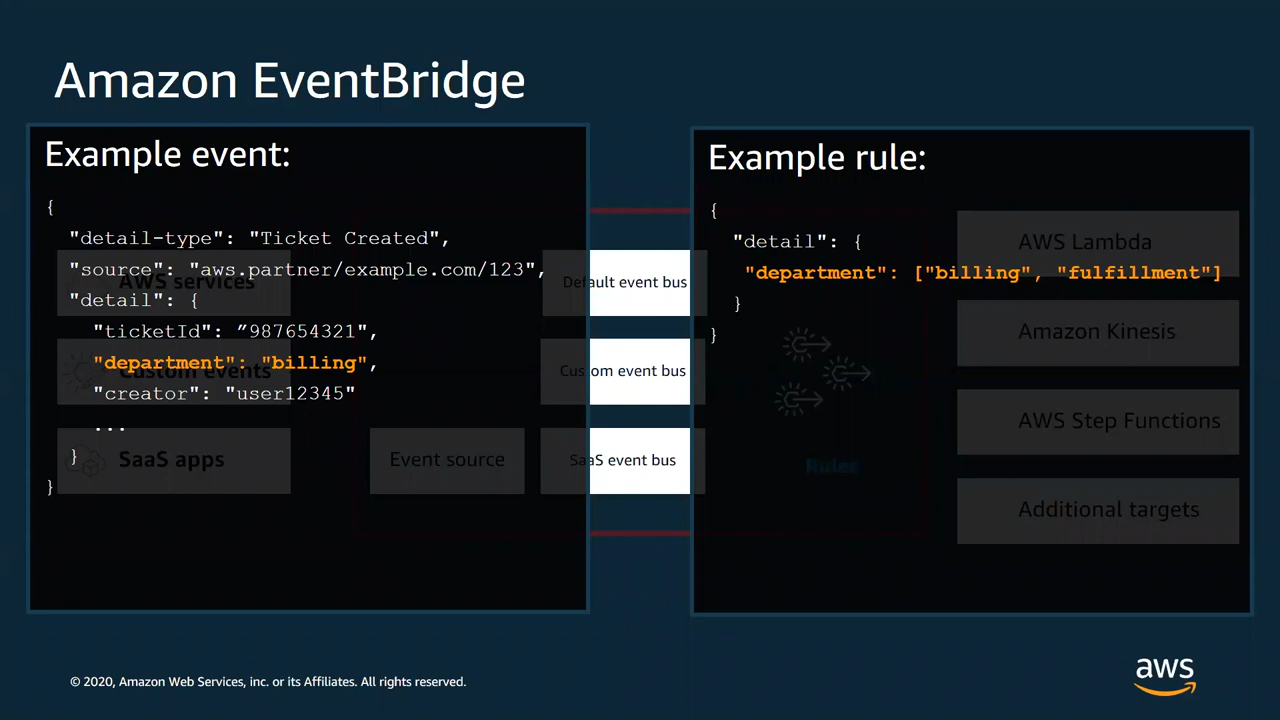 Amazon EventBridge
Example event:
{
"detail-type": "Ticket Created",
"source": "aws.partner/example.com/123",
"detail": {
"ticketId": ”987654321",
"department": "billing",
"creator": "user12345"
...
}
}
AWS services
Custom events
SaaS apps
Event source
Default event bus
Custom event bus
SaaS event bus
Example rule:
{
"detail": {
"department": ["billing", "fulfillment"]
}
}
Rules
AWS Lambda
Amazon Kinesis
AWS Step Functions
Additional targets
© 2020, Amazon Web Services, inc. or its Affiliates. All rights reserved.
aws